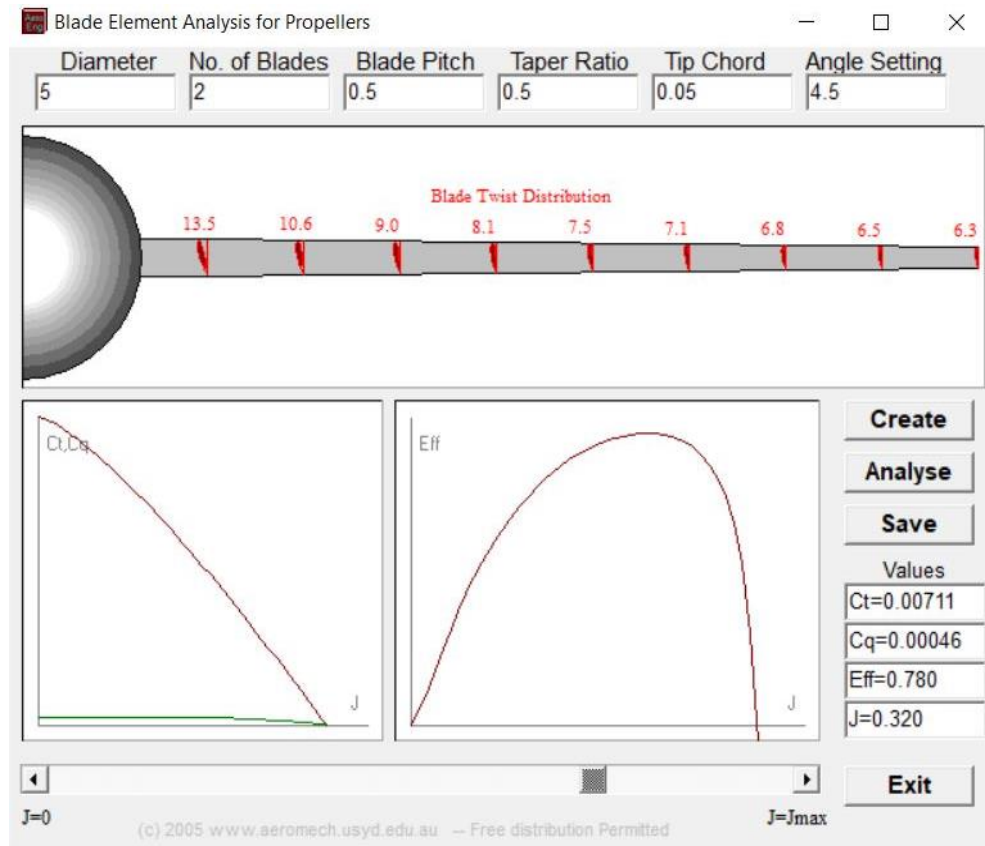 Aero
Eng
Blade Element Analysis for Propellers
Diameter No. of Blades Blade Pitch Taper Ratio Tip Chord Angle Setting
5 2 0.5 0.5 0.05 4.5
Blade Twist Distribution
13.5 10.6 9.0 8.1 7.5 7.1 6.8 6.5 6.3
Ct,Cq
J
Eff
J
Create
Analyse
Save
Values
Ct=0.00711
Cq=0.00046
Eff=0.780
J=0.320
Exit
J=0 J=Jmax
(c) 2005 www.aeromech.usyd.edu.au -- Free distribution Permitted